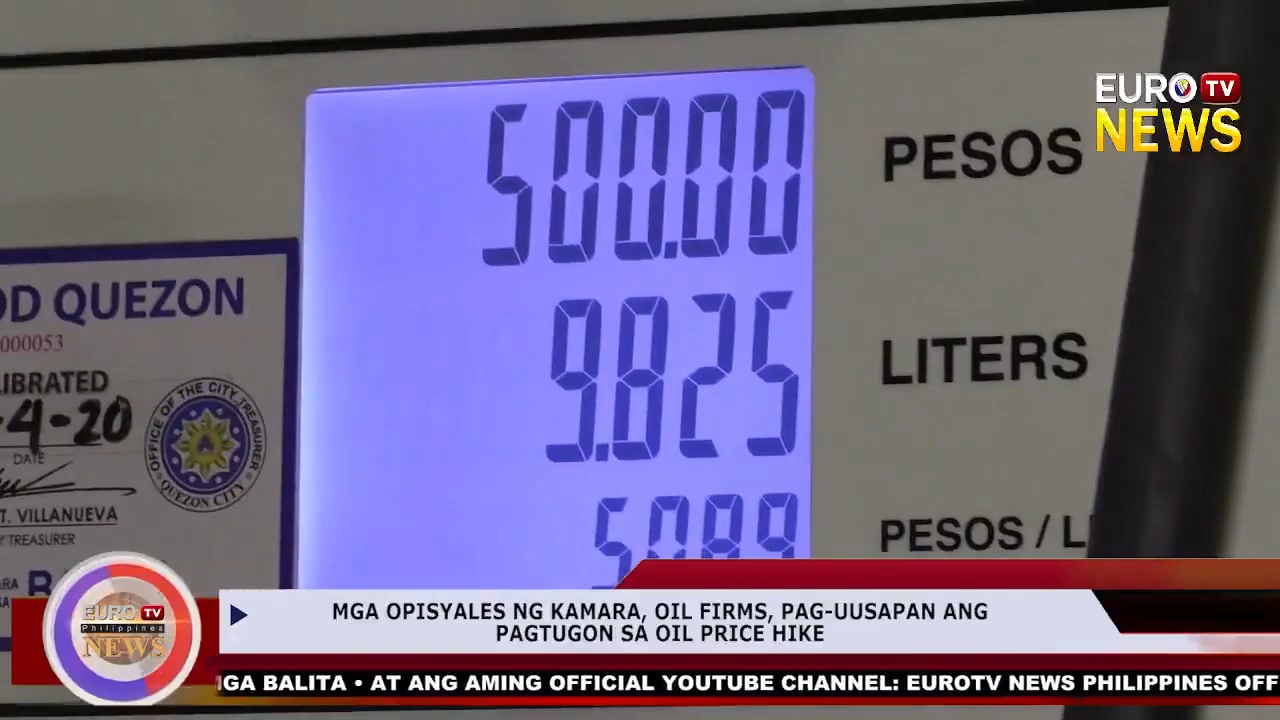 EURO TV
NEWS
500.00
PESOS
9.825
LITERS
50.89
PESOS / L
OD QUEZON
000053
LIBRATED
-4-20
DATE
T. VILLANUEVA
Y TREASURER
OFFICE OF THE CITY TREASURER
QUEZON CITY
EURO TV
Philippines
NEWS
MGA OPISYALES NG KAMARA, OIL FIRMS, PAG-UUSAPAN ANG
PAGTUGON SA OIL PRICE HIKE
GA BALITA • AT ANG AMING OFFICIAL YOUTUBE CHANNEL: EUROTV NEWS PHILIPPINES OFF